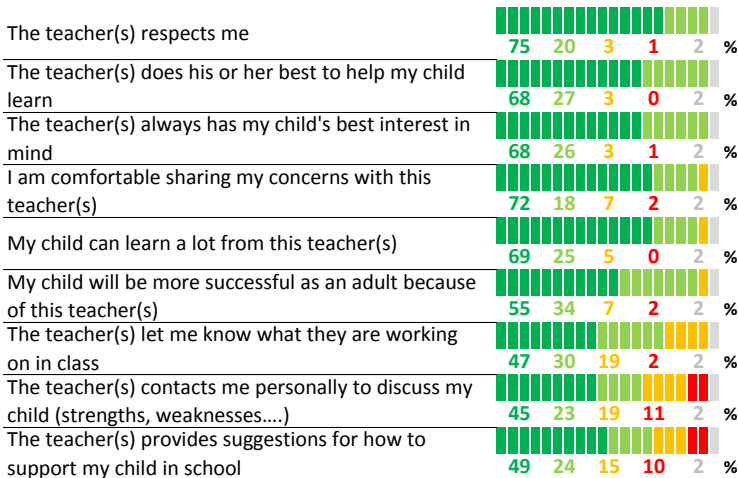 The teacher(s) respects me
75 20 3 1 2 %
The teacher(s) does his or her best to help my child
learn
68 27 3 0 2 %
The teacher(s) always has my child's best interest in
mind
68 26 3 1 2 %
I am comfortable sharing my concerns with this
teacher(s)
72 18 7 2 2 %
My child can learn a lot from this teacher(s)
69 25 5 0 2 %
My child will be more successful as an adult because
of this teacher(s)
55 34 7 2 2 %
The teacher(s) let me know what they are working
on in class
47 30 19 2 2 %
The teacher(s) contacts me personally to discuss my
child (strengths, weaknesses....)
45 23 19 11 2 %
The teacher(s) provides suggestions for how to
support my child in school
49 24 15 10 2 %